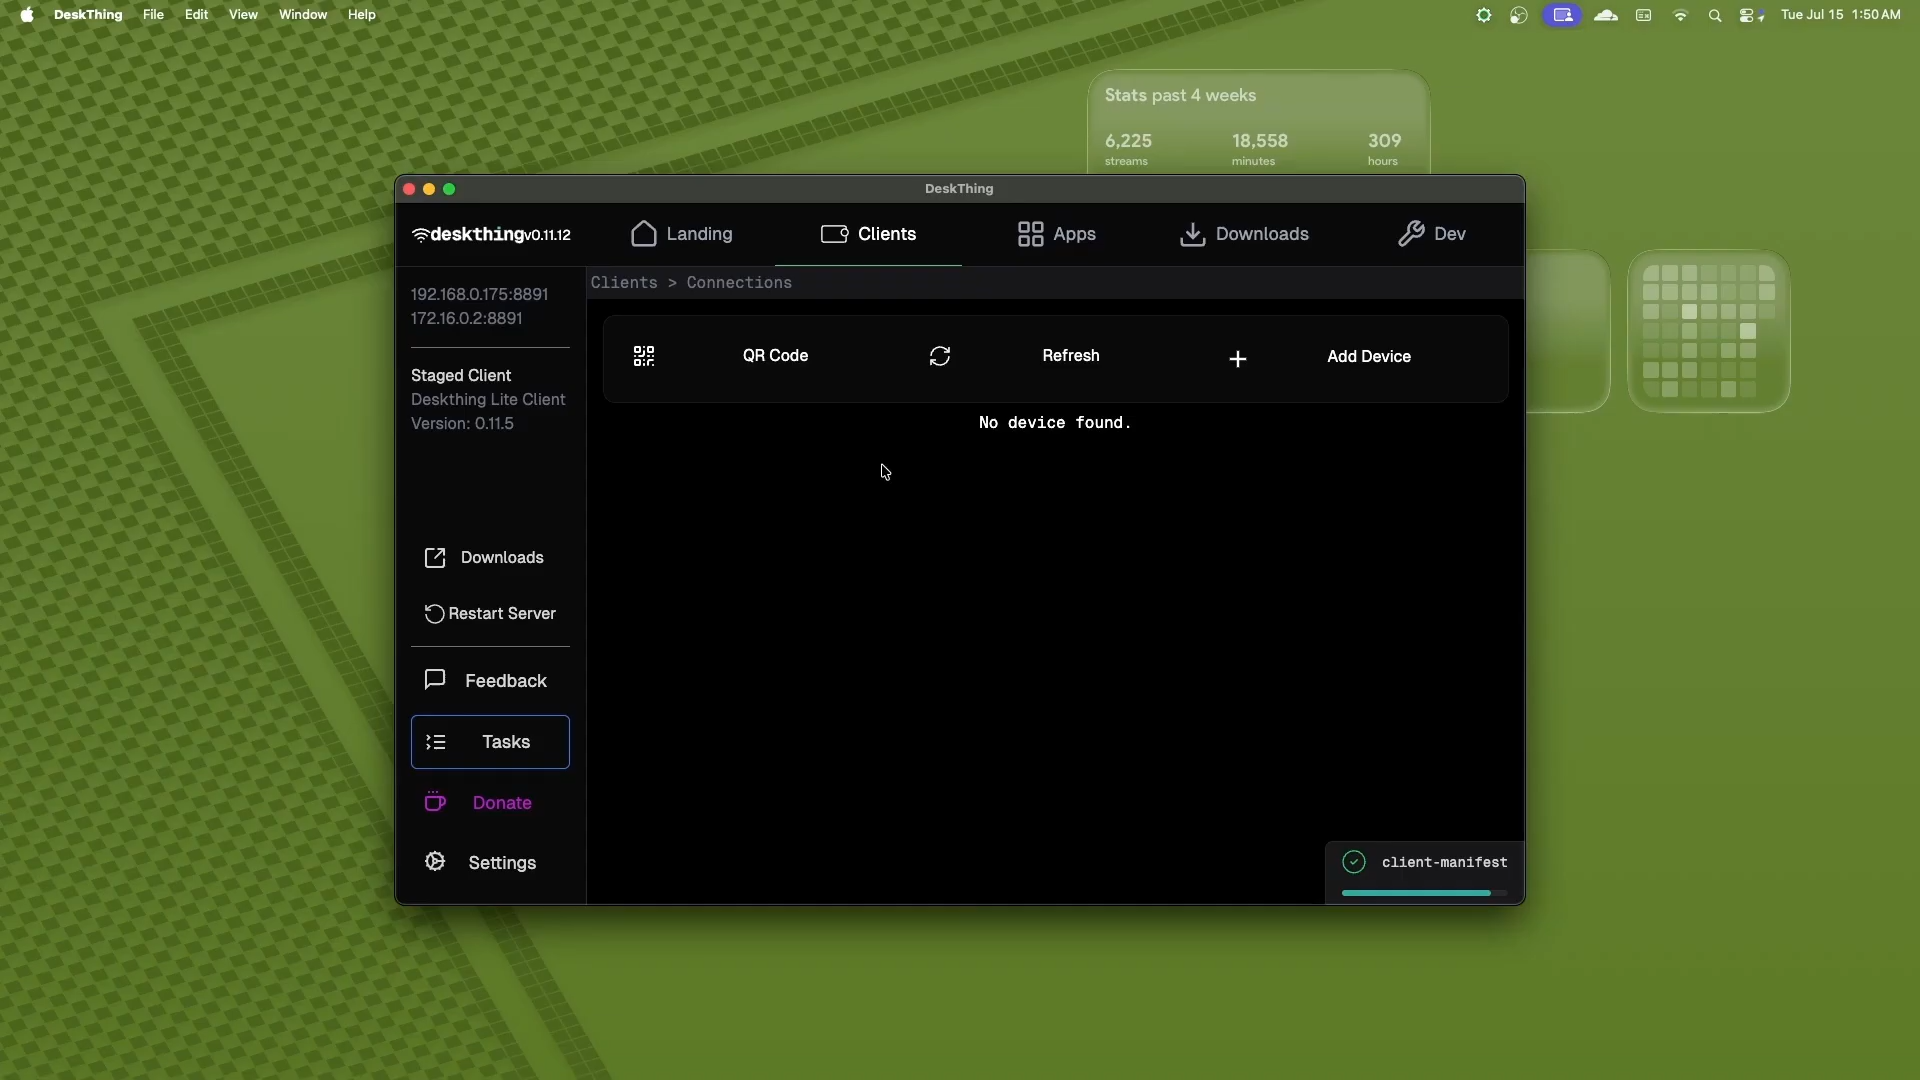 DeskThing File Edit View Window Help
Tue Jul 15 1:50 AM
Stats past 4 weeks
6,225 18,558 309
streams minutes hours
DeskThing
deskthingv0.11.12 Landing Clients Apps Downloads Dev
192.168.0.175:8891
172.16.0.2:8891
Staged Client
Deskthing Lite Client
Version: 0.11.5
Downloads
Restart Server
Feedback
Tasks
Donate
Settings
Clients > Connections
QR Code Refresh Add Device
No device found.
client-manifest